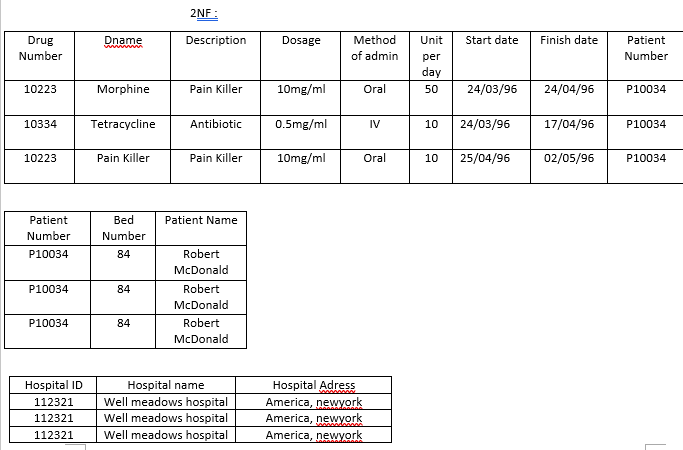 2NF :
Drug Number Dname Description Dosage Method of admin Unit per day Start date Finish date Patient Number
10223 Morphine Pain Killer 10mg/ml Oral 50 24/03/96 24/04/96 P10034
10334 Tetracycline Antibiotic 0.5mg/ml IV 10 24/03/96 17/04/96 P10034
10223 Pain Killer Pain Killer 10mg/ml Oral 10 25/04/96 02/05/96 P10034
Patient Number Bed Number Patient Name
P10034 84 Robert McDonald
P10034 84 Robert McDonald
P10034 84 Robert McDonald
Hospital ID Hospital name Hospital Adress
112321 Well meadows hospital America, newyork
112321 Well meadows hospital America, newyork
112321 Well meadows hospital America, newyork